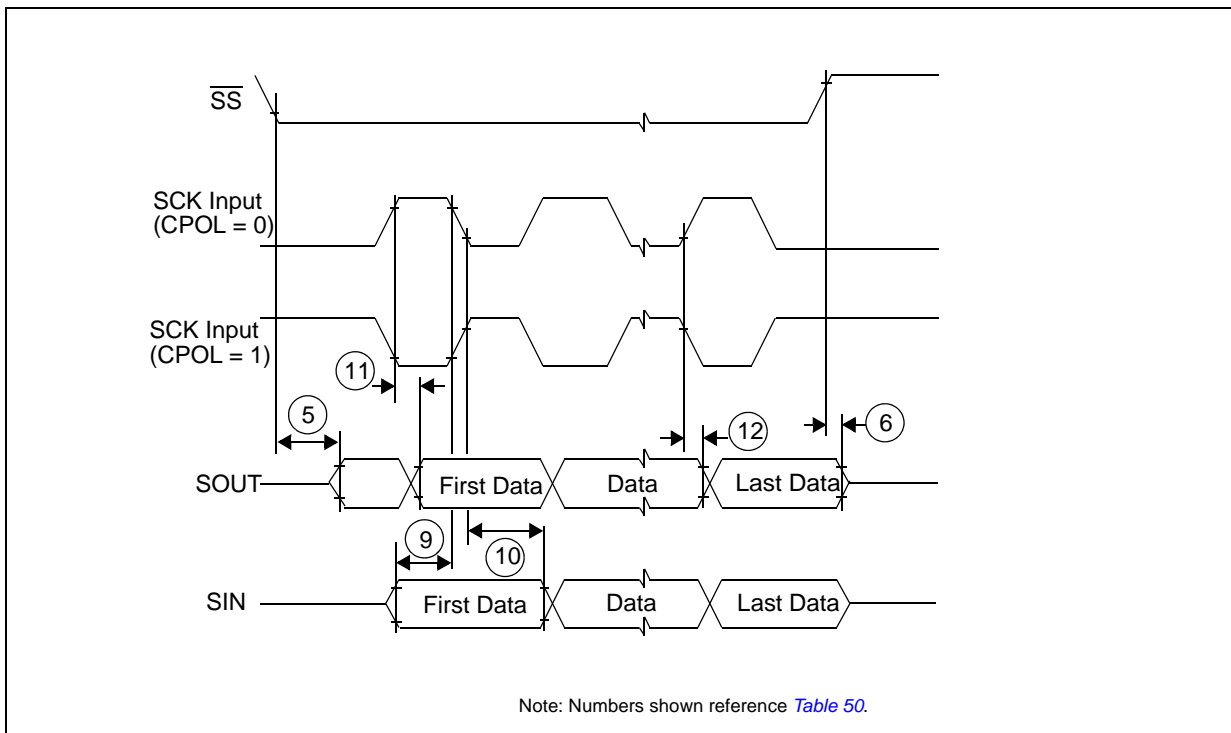 SS
SCK Input
(CPOL = 0)
SCK Input
(CPOL = 1)
11
5
12
6
SOUT
First Data
Data
Last Data
9
10
SIN
First Data
Data
Last Data
Note: Numbers shown reference Table 50.